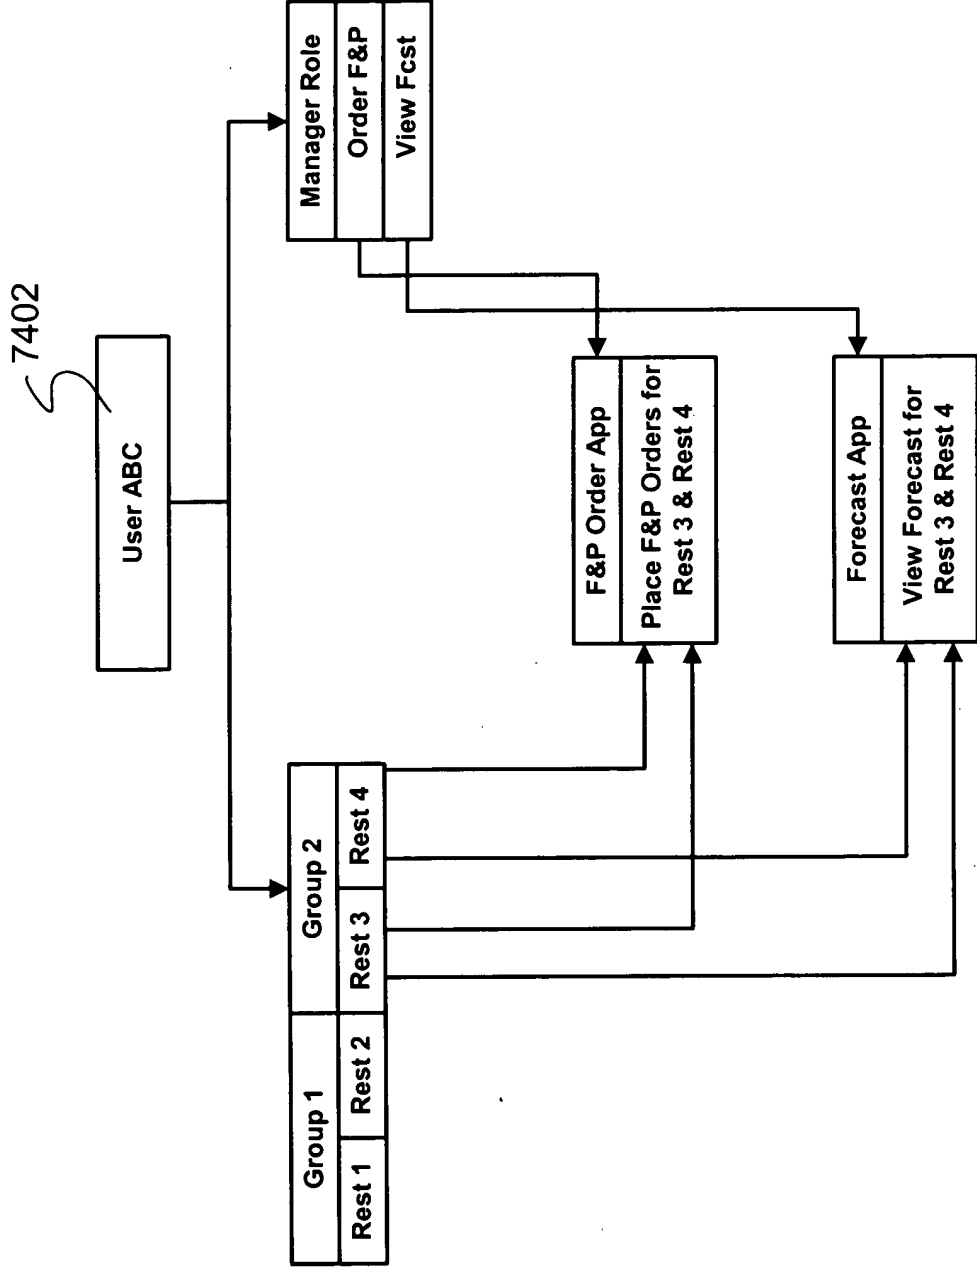 7402
User ABC
Group 1
Group 2
Rest 1
Rest 2
Rest 3
Rest 4
Manager Role
Order F&P
View Fcst
F&P Order App
Place F&P Orders for
Rest 3 & Rest 4
Forecast App
View Forecast for
Rest 3 & Rest 4